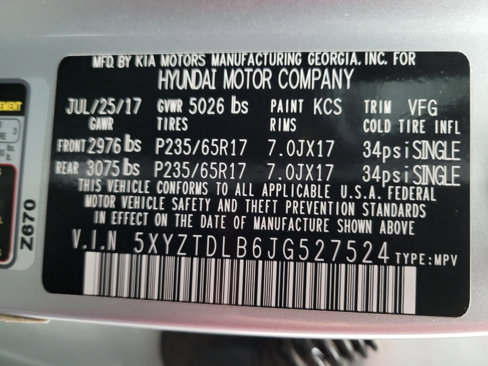 MFD BY KIA MOTORS MANUFACTURING GEORGIA, INC. FOR
HYUNDAI MOTOR COMPANY
JUL/25/17 GVWR 5026 lbs PAINT KCS TRIM VFG
GAWR TIRES RIMS COLD TIRE INFL
FRONT 2976 lbs P235/65R17 7.0JX17 34psi SINGLE
REAR 3075 lbs P235/65R17 7.0JX17 34psi SINGLE
THIS VEHICLE CONFORMS TO ALL APPLICABLE U.S.A. FEDERAL
MOTOR VEHICLE SAFETY AND THEFT PREVENTION STANDARDS
IN EFFECT ON THE DATE OF MANUFACTURE SHOWN ABOVE
V.I.N 5XYZTDLB6JG527524 TYPE:MPV
Z670